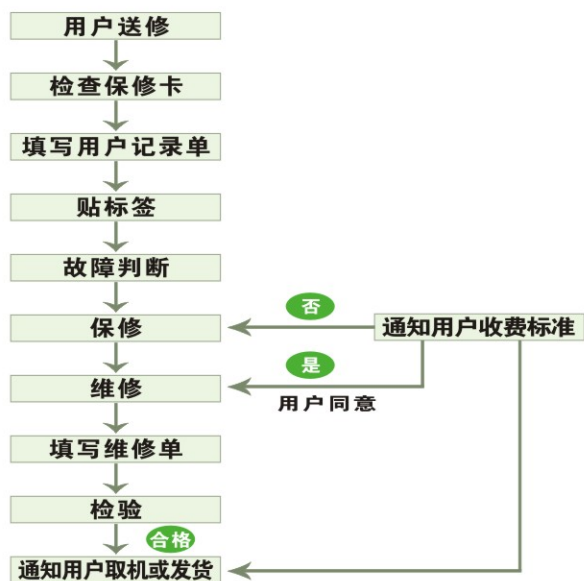 用户送修
检查保修卡
填写用户记录单
贴标签
故障判断
否
保修
通知用户收费标准
是
维修
用户同意
填写维修单
检验
合格
通知用户取机或发货